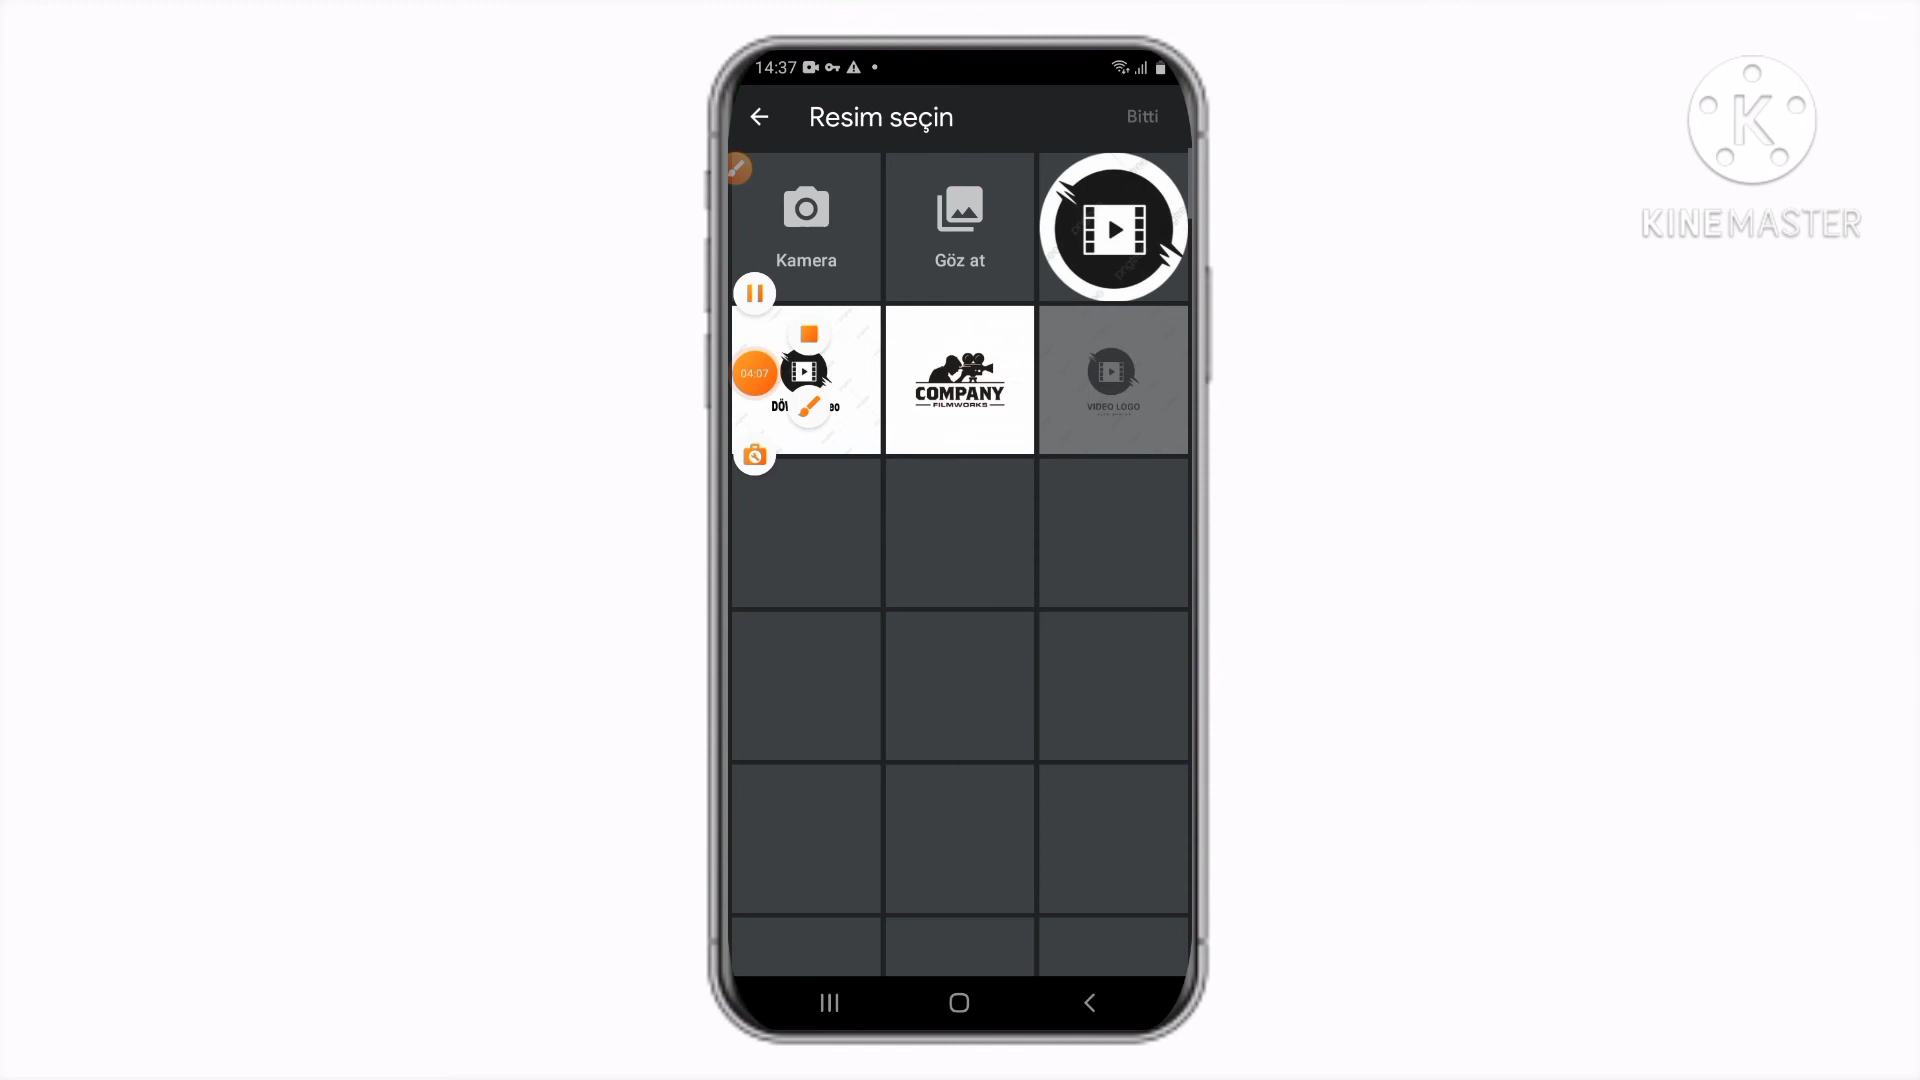 14:37
Resim seçin
Bitti
KINEMASTER
Kamera
Göz at
04:07
COMPANY
FILMWORKS
VIDEO LOGO